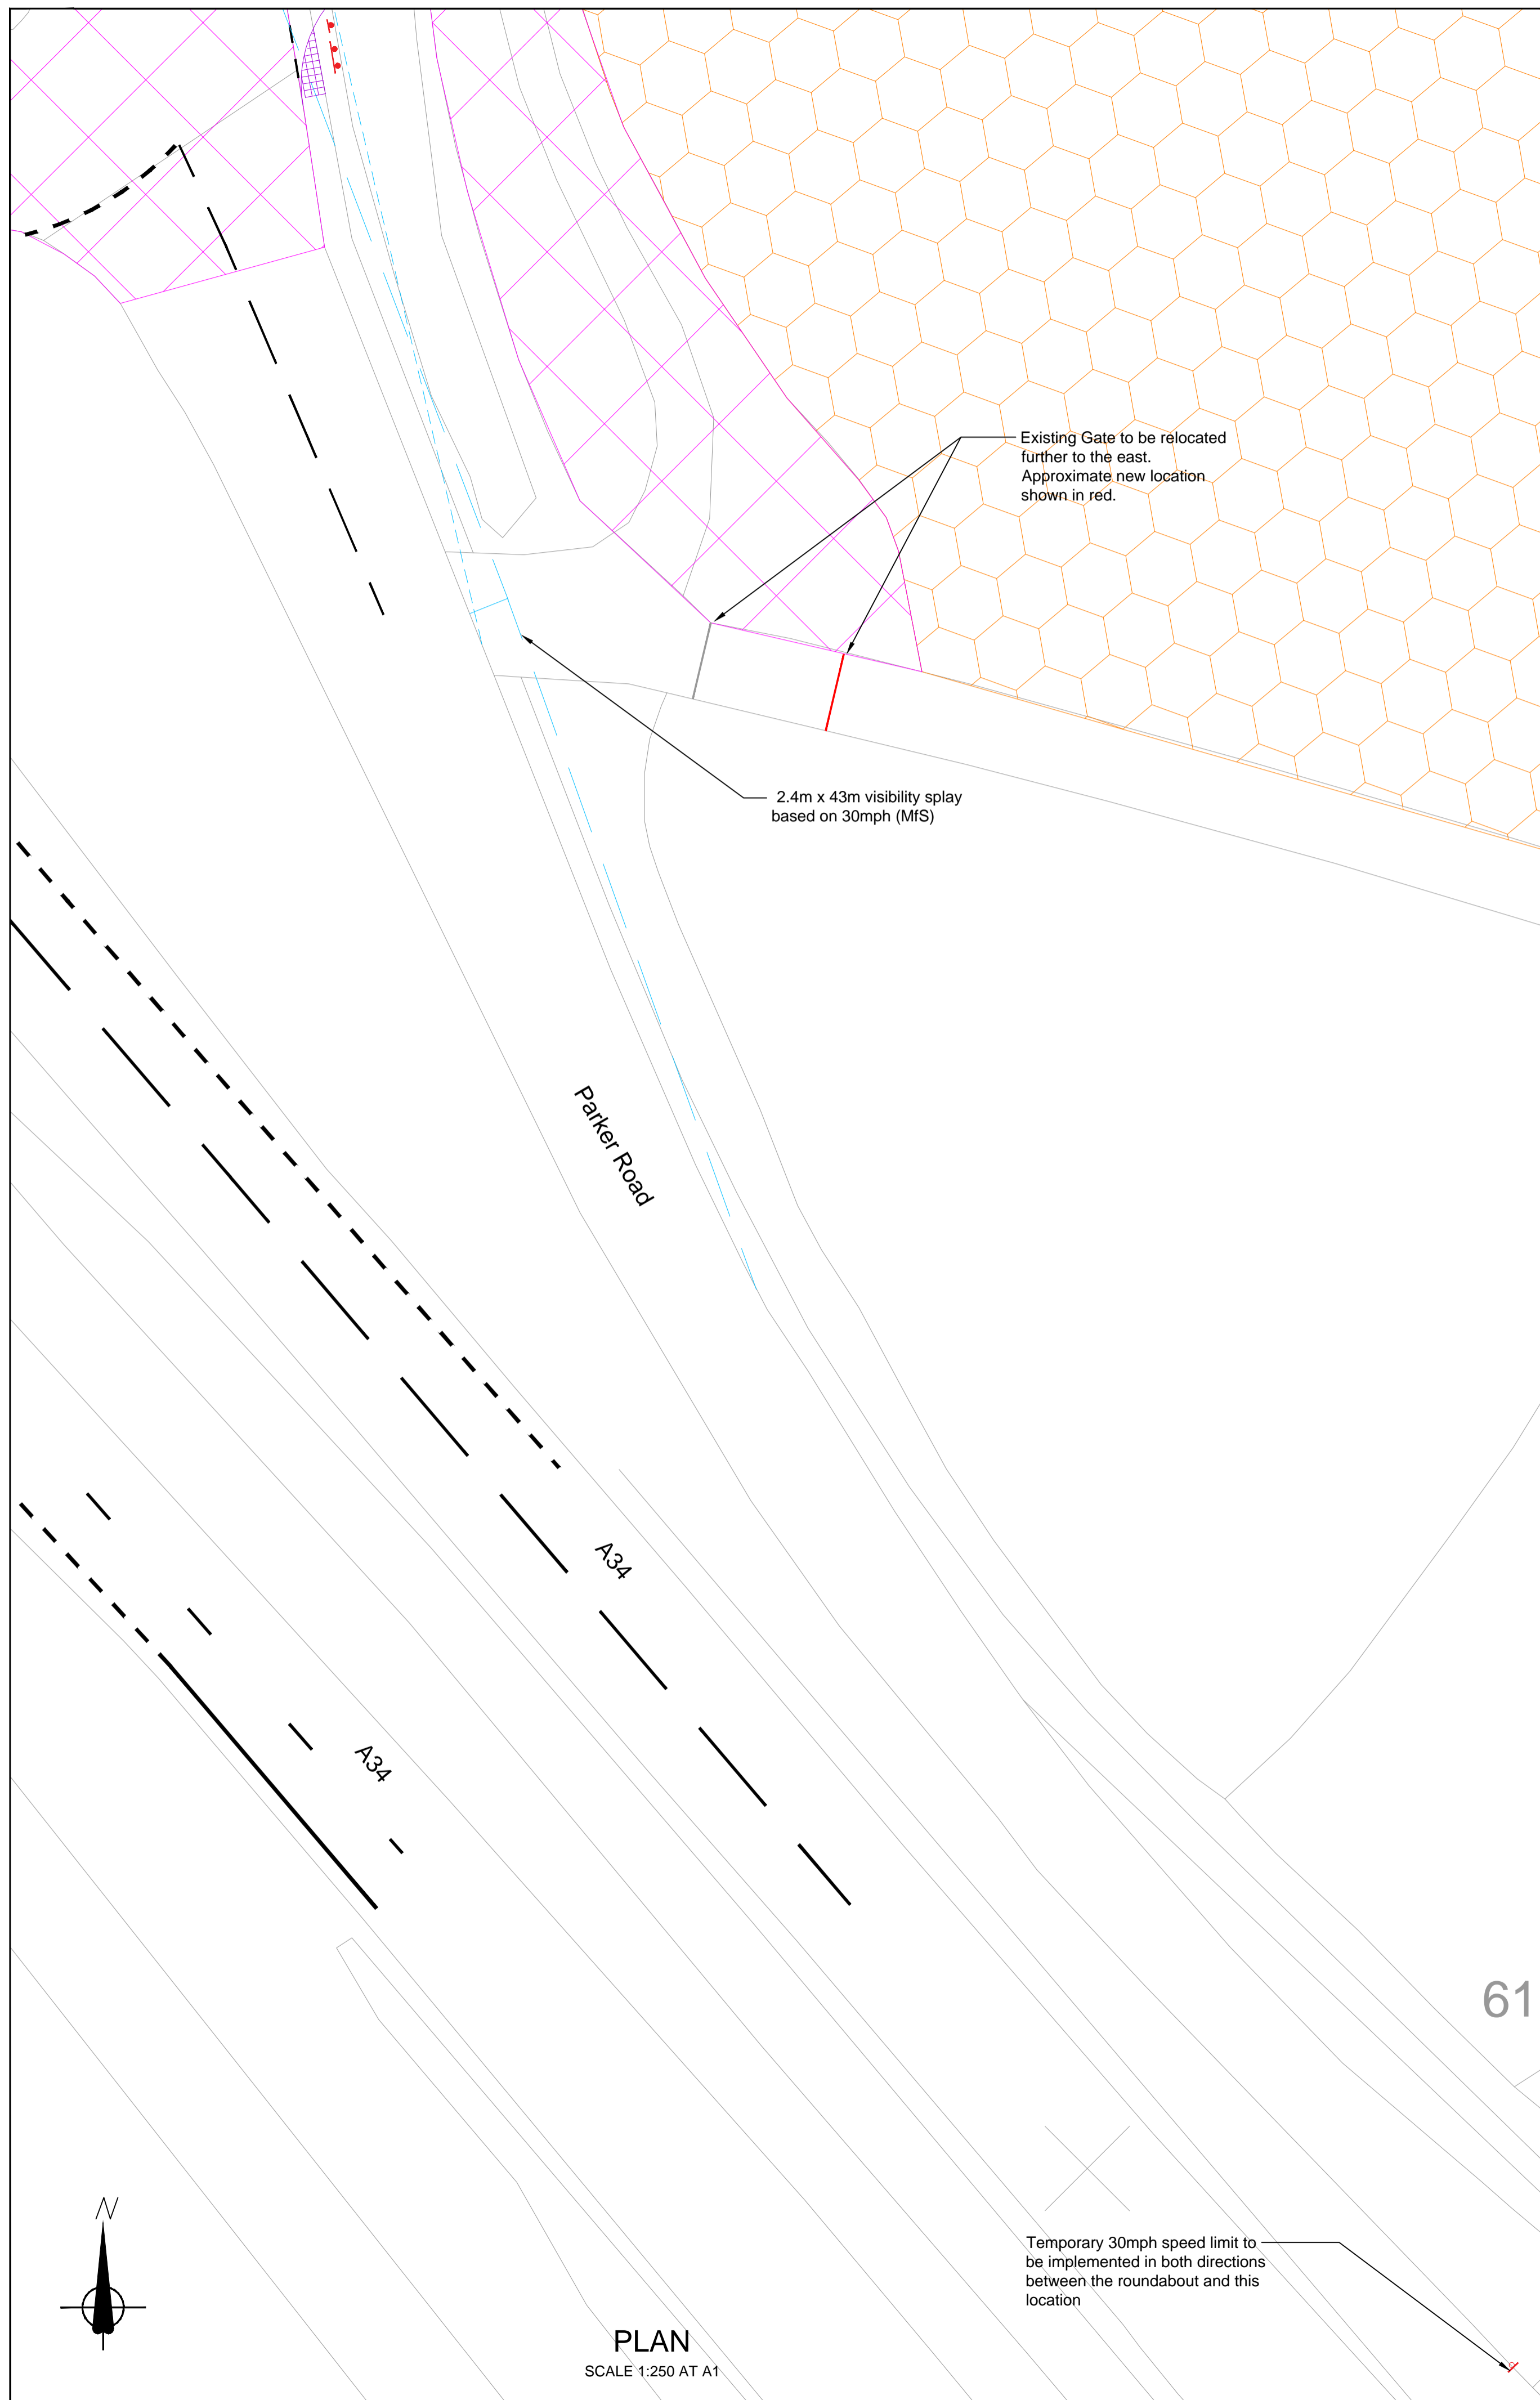 Existing Gate to be relocated
further to the east.
Approximate new location
shown in red.
2.4m x 43m visibility splay
based on 30mph (MfS)
Parker Road
A34
A34
61
Temporary 30mph speed limit to
be implemented in both directions
between the roundabout and this
location
N
PLAN
SCALE 1:250 AT A1